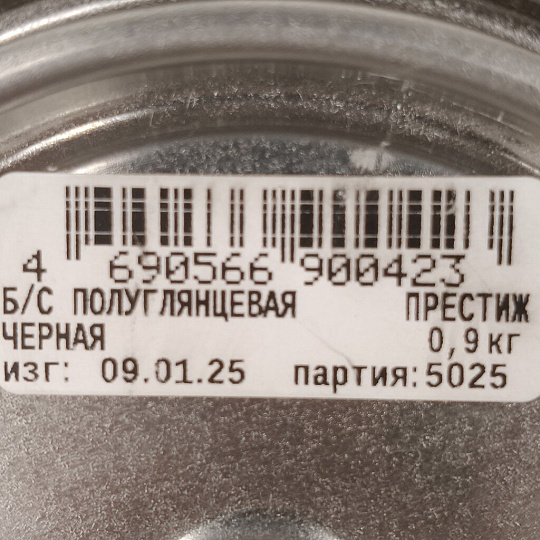 4 690566 900423
Б/С ПОЛУГЛЯНЦЕВАЯ ПРЕСТИЖ
ЧЕРНАЯ 0,9кг
изг: 09.01.25 партия:5025